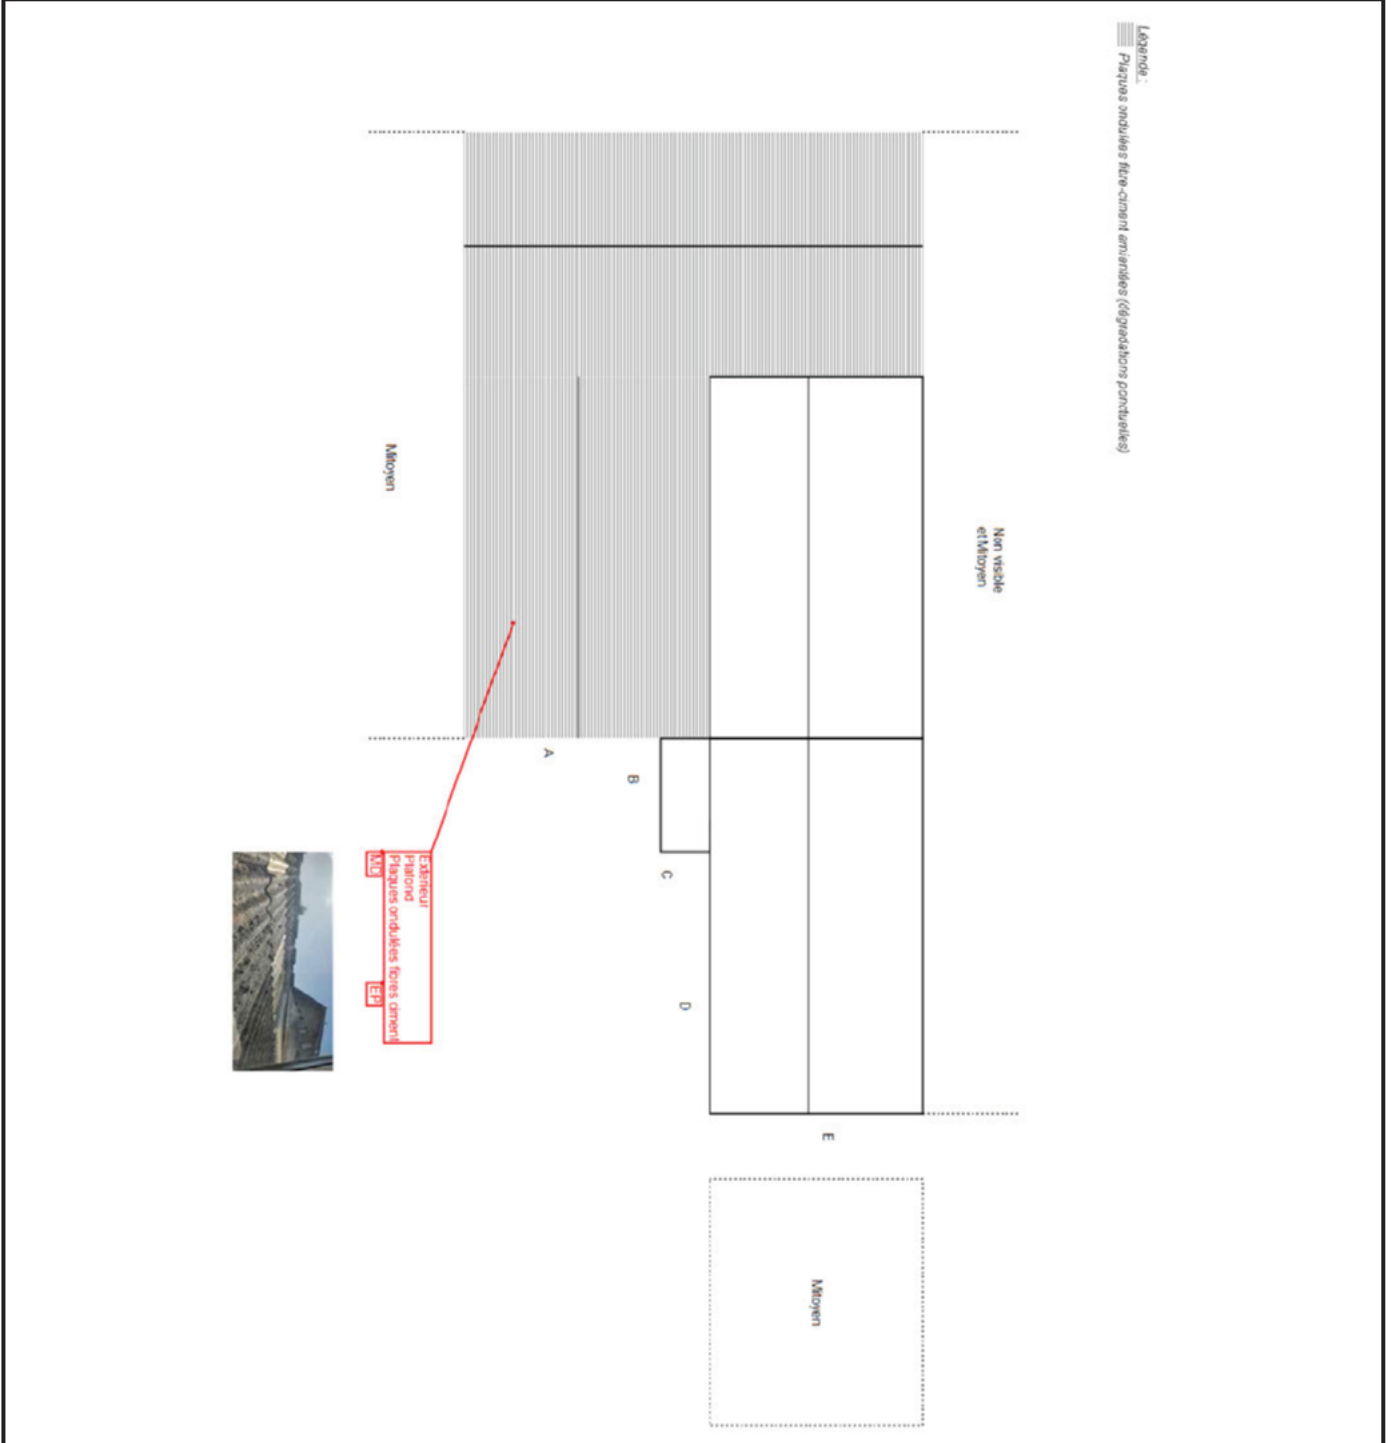 Légende :
Plaques ondulées fibre-ciment amiantées (dégradations ponctuelles)
Non visible
et Mitoyen
Mitoyen
A
B
C
D
E
Mitoyen
Extérieur
Plafond
Plaques ondulées fibres ciment
MD
EP